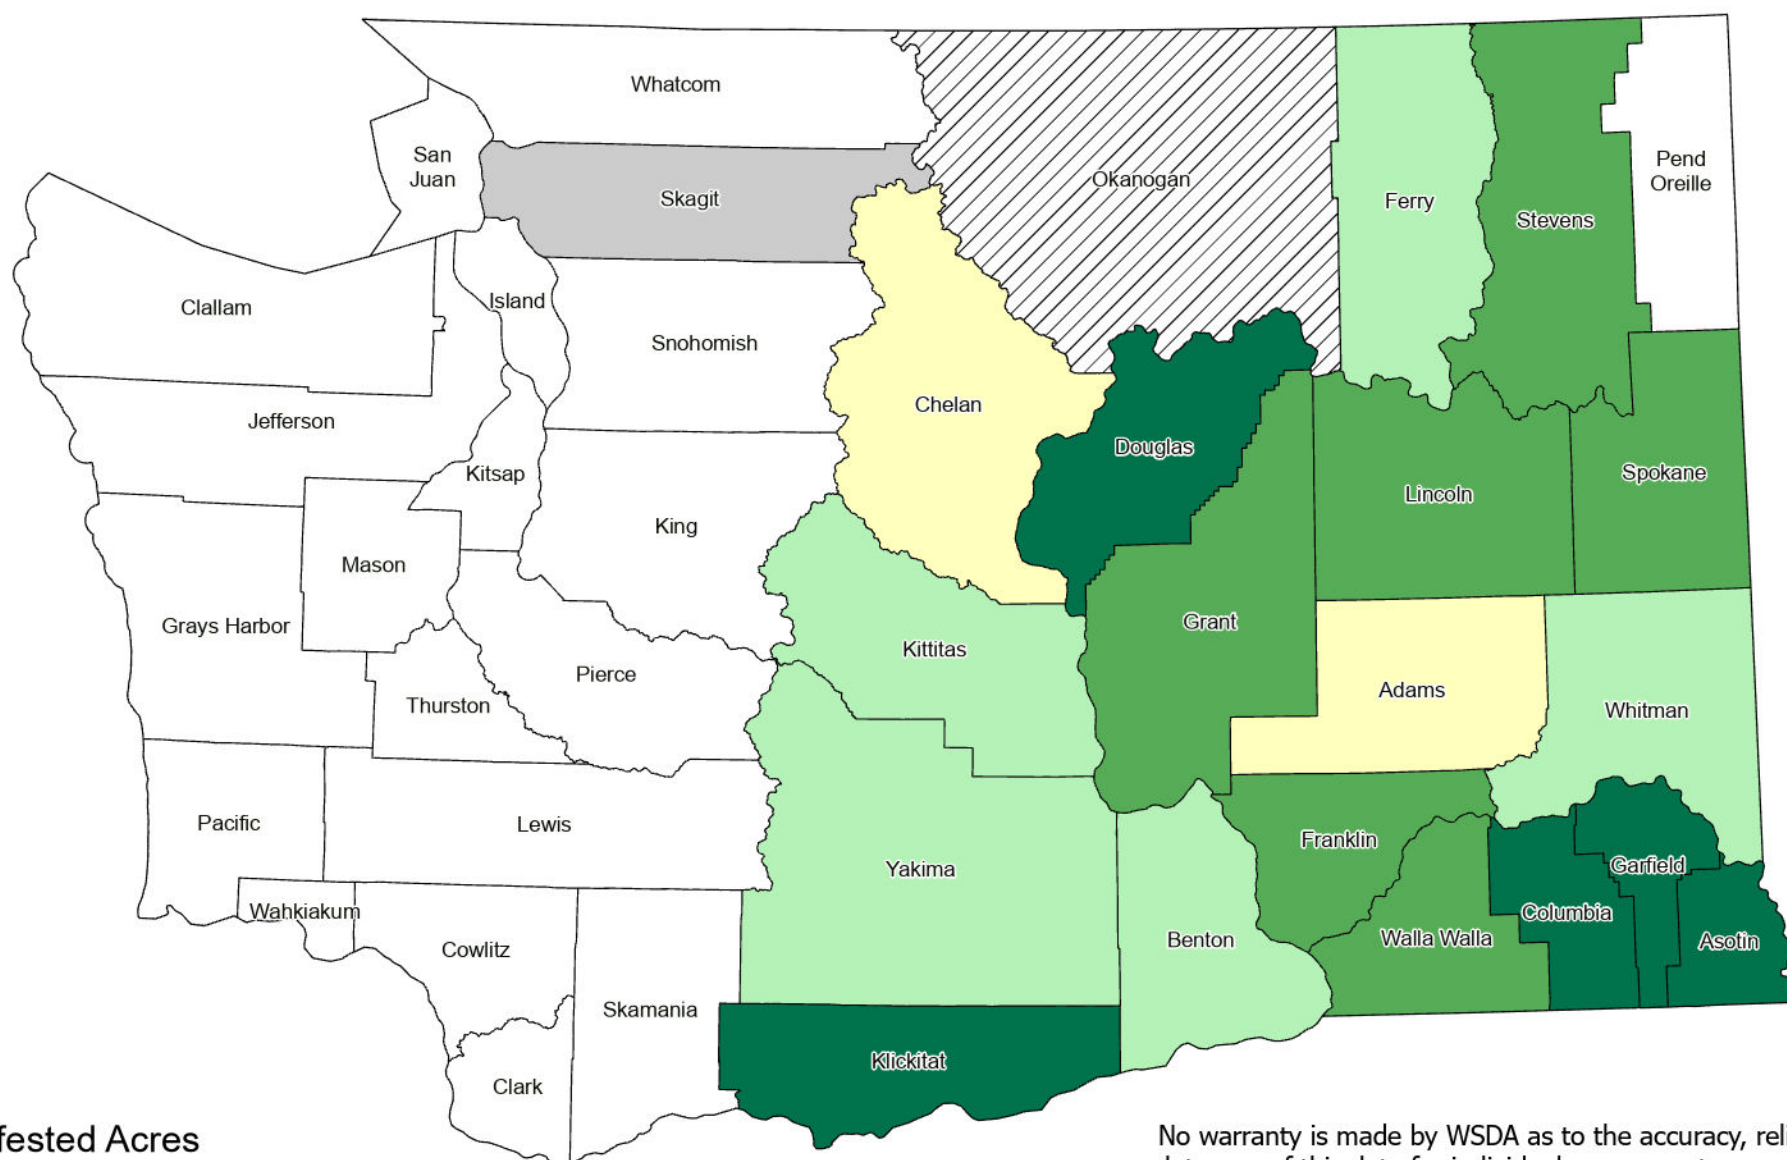 Whatcom
San
Juan
Skagit
Okanogan
Ferry
Stevens
Pend
Oreille
Clallam
Island
Snohomish
Chelan
Jefferson
Kitsap
Douglas
Lincoln
Spokane
King
Mason
Grays Harbor
Kittitas
Grant
Pierce
Thurston
Adams
Whitman
Pacific
Lewis
Yakima
Franklin
Garfield
Wahkiakum
Columbia
Cowlitz
Benton
Walla Walla
Asotin
Skamania
Klickitat
Clark
fested Acres
No warranty is made by WSDA as to the accuracy, reli